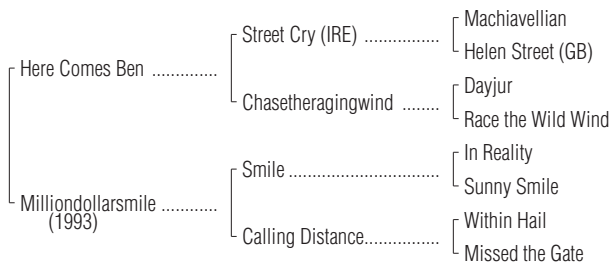 Machiavellian
Street Cry (IRE) ................
Helen Street (GB)
Here Comes Ben ..............
Dayjur
Chasetheragingwind ........
Race the Wild Wind
In Reality
Smile ................................
Sunny Smile
Milliondollarsmile ............
(1993)
Within Hail
Calling Distance................
Missed the Gate